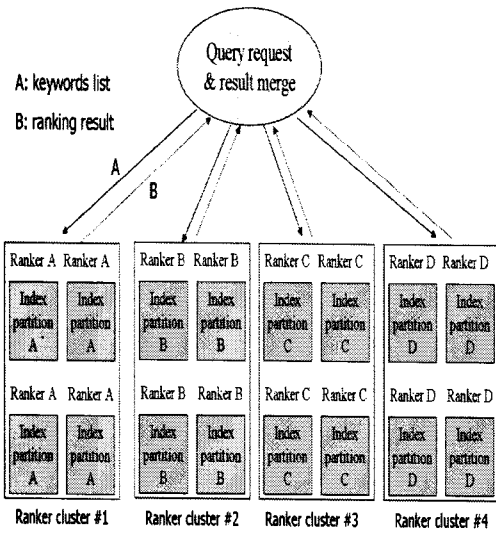 Query request
& result merge
A: keywords list
B: ranking result
A
B
Ranker A Ranker A Ranker B Ranker B Ranker C Ranker C Ranker D Ranker D
Index Index Index Index Index Index Index Index
partition partition partition partition partition partition partition partition
A A B B C C D D
Ranker A Ranker A Ranker B Ranker B Ranker C Ranker C Ranker D Ranker D
Index Index Index Index Index Index Index Index
partition partition partition partition partition partition partition partition
A A B B C C D D
Ranker cluster #1 Ranker cluster #2 Ranker cluster #3 Ranker cluster #4